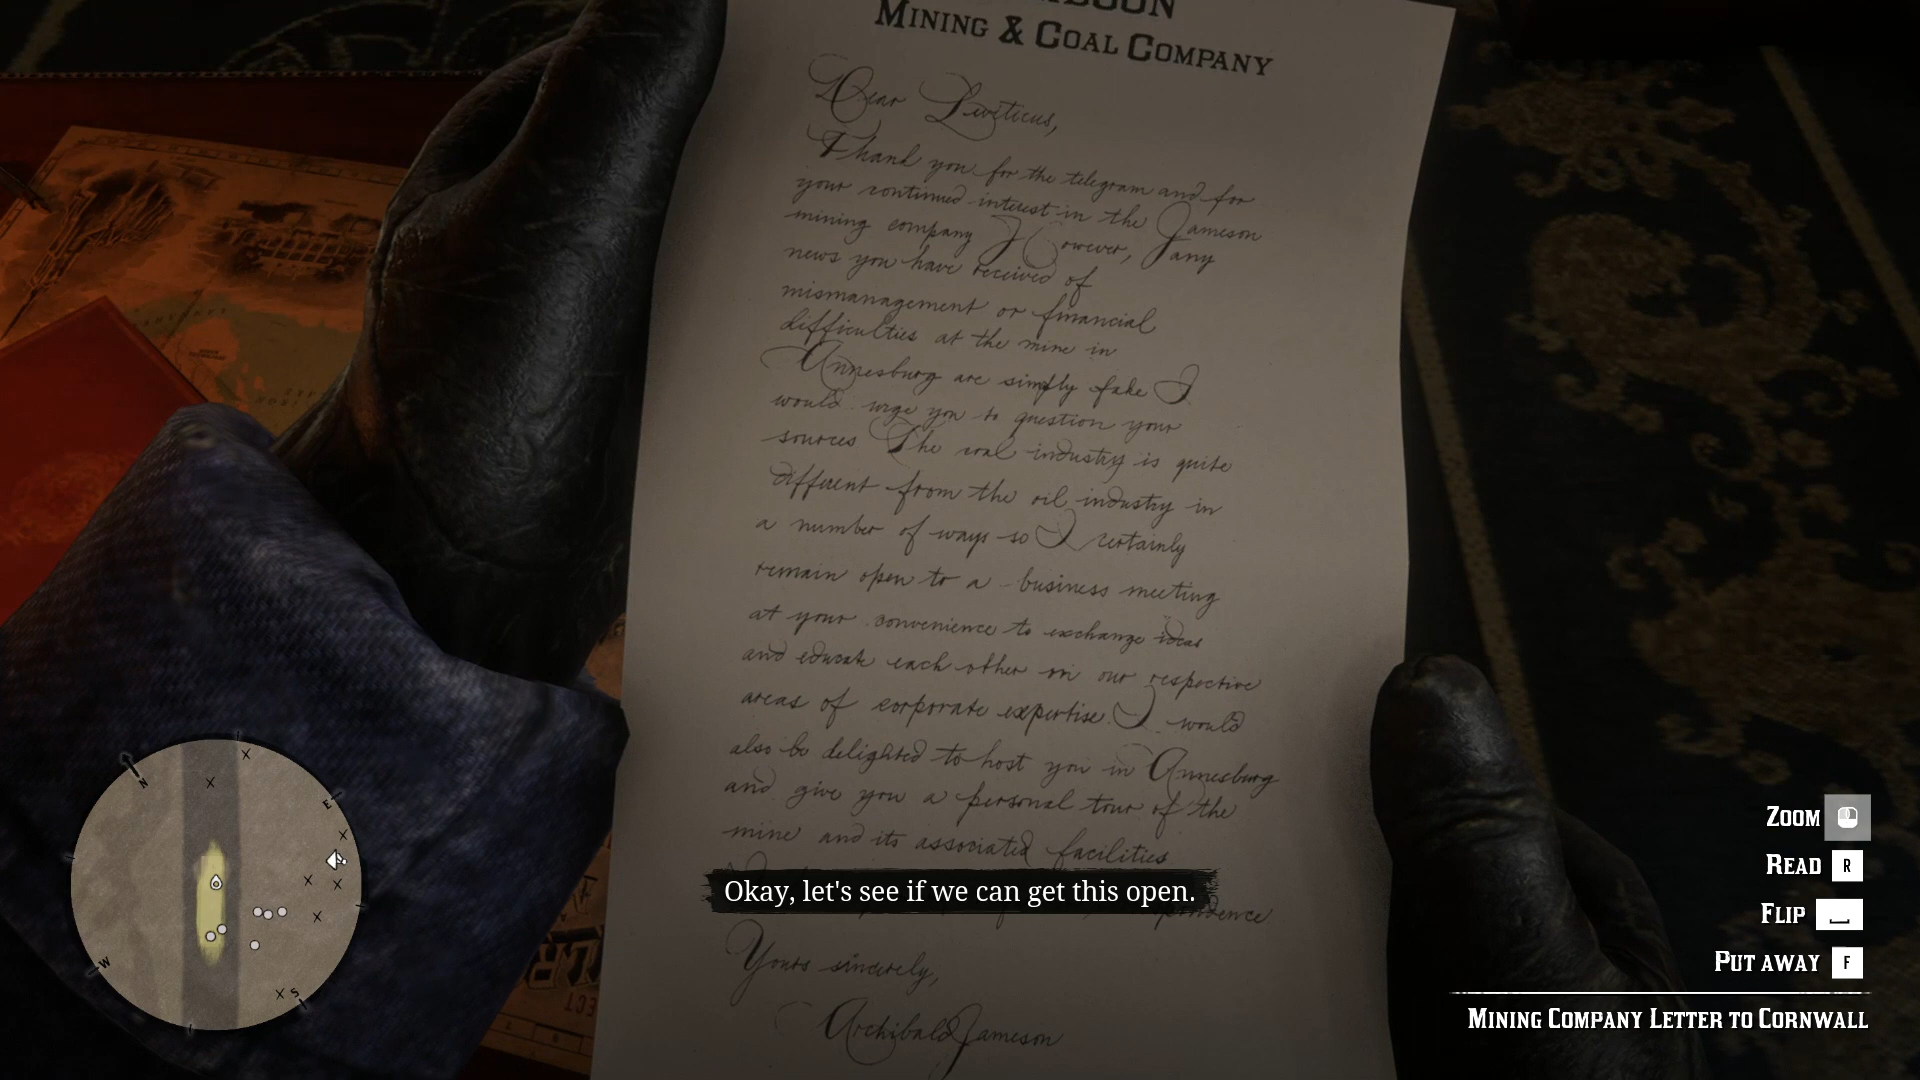 Mining & Coal Company
Dear Leviticus,
Thank you for the telegram and for
your continued interest in the Jameson
mining company However, any
news you have received of
mismanagement or financial
difficulties at the mine in
Annesburg are simply fake I
would urge you to question your
sources The coal industry is quite
different from the oil industry in
a number of ways so I certainly
remain open to a business meeting
at your convenience to exchange ideas
and educate each other on our respective
areas of corporate expertise. I would
also be delighted to host you in Annesburg
and give you a personal tour of the
mine and its associated facilities
Okay, let's see if we can get this open.
Yours sincerely,
Archibald Jameson
N
E
S
W
Zoom
Read R
Flip
Put away F
Mining Company Letter to Cornwall